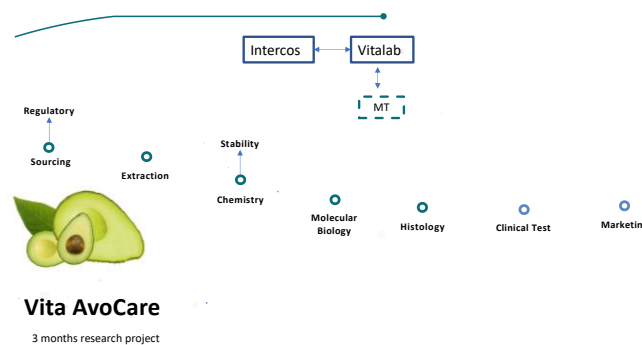 Intercos
Vitalab
MT
Regulatory
Sourcing
Extraction
Stability
Chemistry
Molecular
Biology
Histology
Clinical Test
Marketin
Vita AvoCare
3 months research project